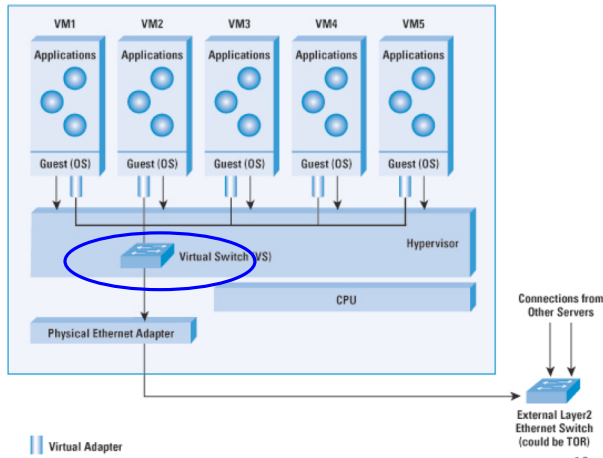 VM1 VM2 VM3 VM4 VM5
Applications Applications Applications Applications Applications
Guest (OS) Guest (OS) Guest (OS) Guest (OS) Guest (OS)
Hypervisor
Virtual Switch (VS)
CPU
Connections from
Other Servers
Physical Ethernet Adapter
External Layer2
Ethernet Switch
(could be TOR)
Virtual Adapter